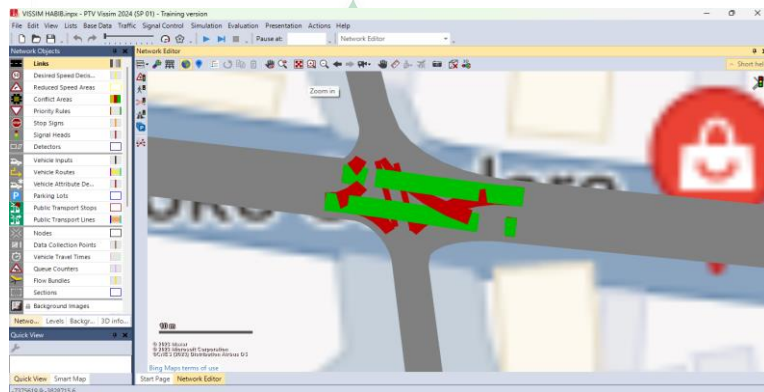 VISSIM HABIB.inpx - PTV Vissim 2024 (SP 01) - Training version
File Edit View Lists Base Data Traffic Signal Control Simulation Evaluation Presentation Actions Help
Pause at: Network Editor
Network Objects
Network Editor
Links
Desired Speed Decis...
Reduced Speed Areas
Conflict Areas
Priority Rules
Stop Signs
Signal Heads
Detectors
Vehicle Inputs
Vehicle Routes
Vehicle Attribute De...
Parking Lots
Public Transport Stops
Public Transport Lines
Nodes
Data Collection Points
Vehicle Travel Times
Queue Counters
Flow Bundles
Sections
Background Images
Netwo... Levels Backgr... 3D info...
Quick View
Quick View Smart Map
Short hel
Zoom in
10 m
Bing Maps terms of use
Start Page Network Editor